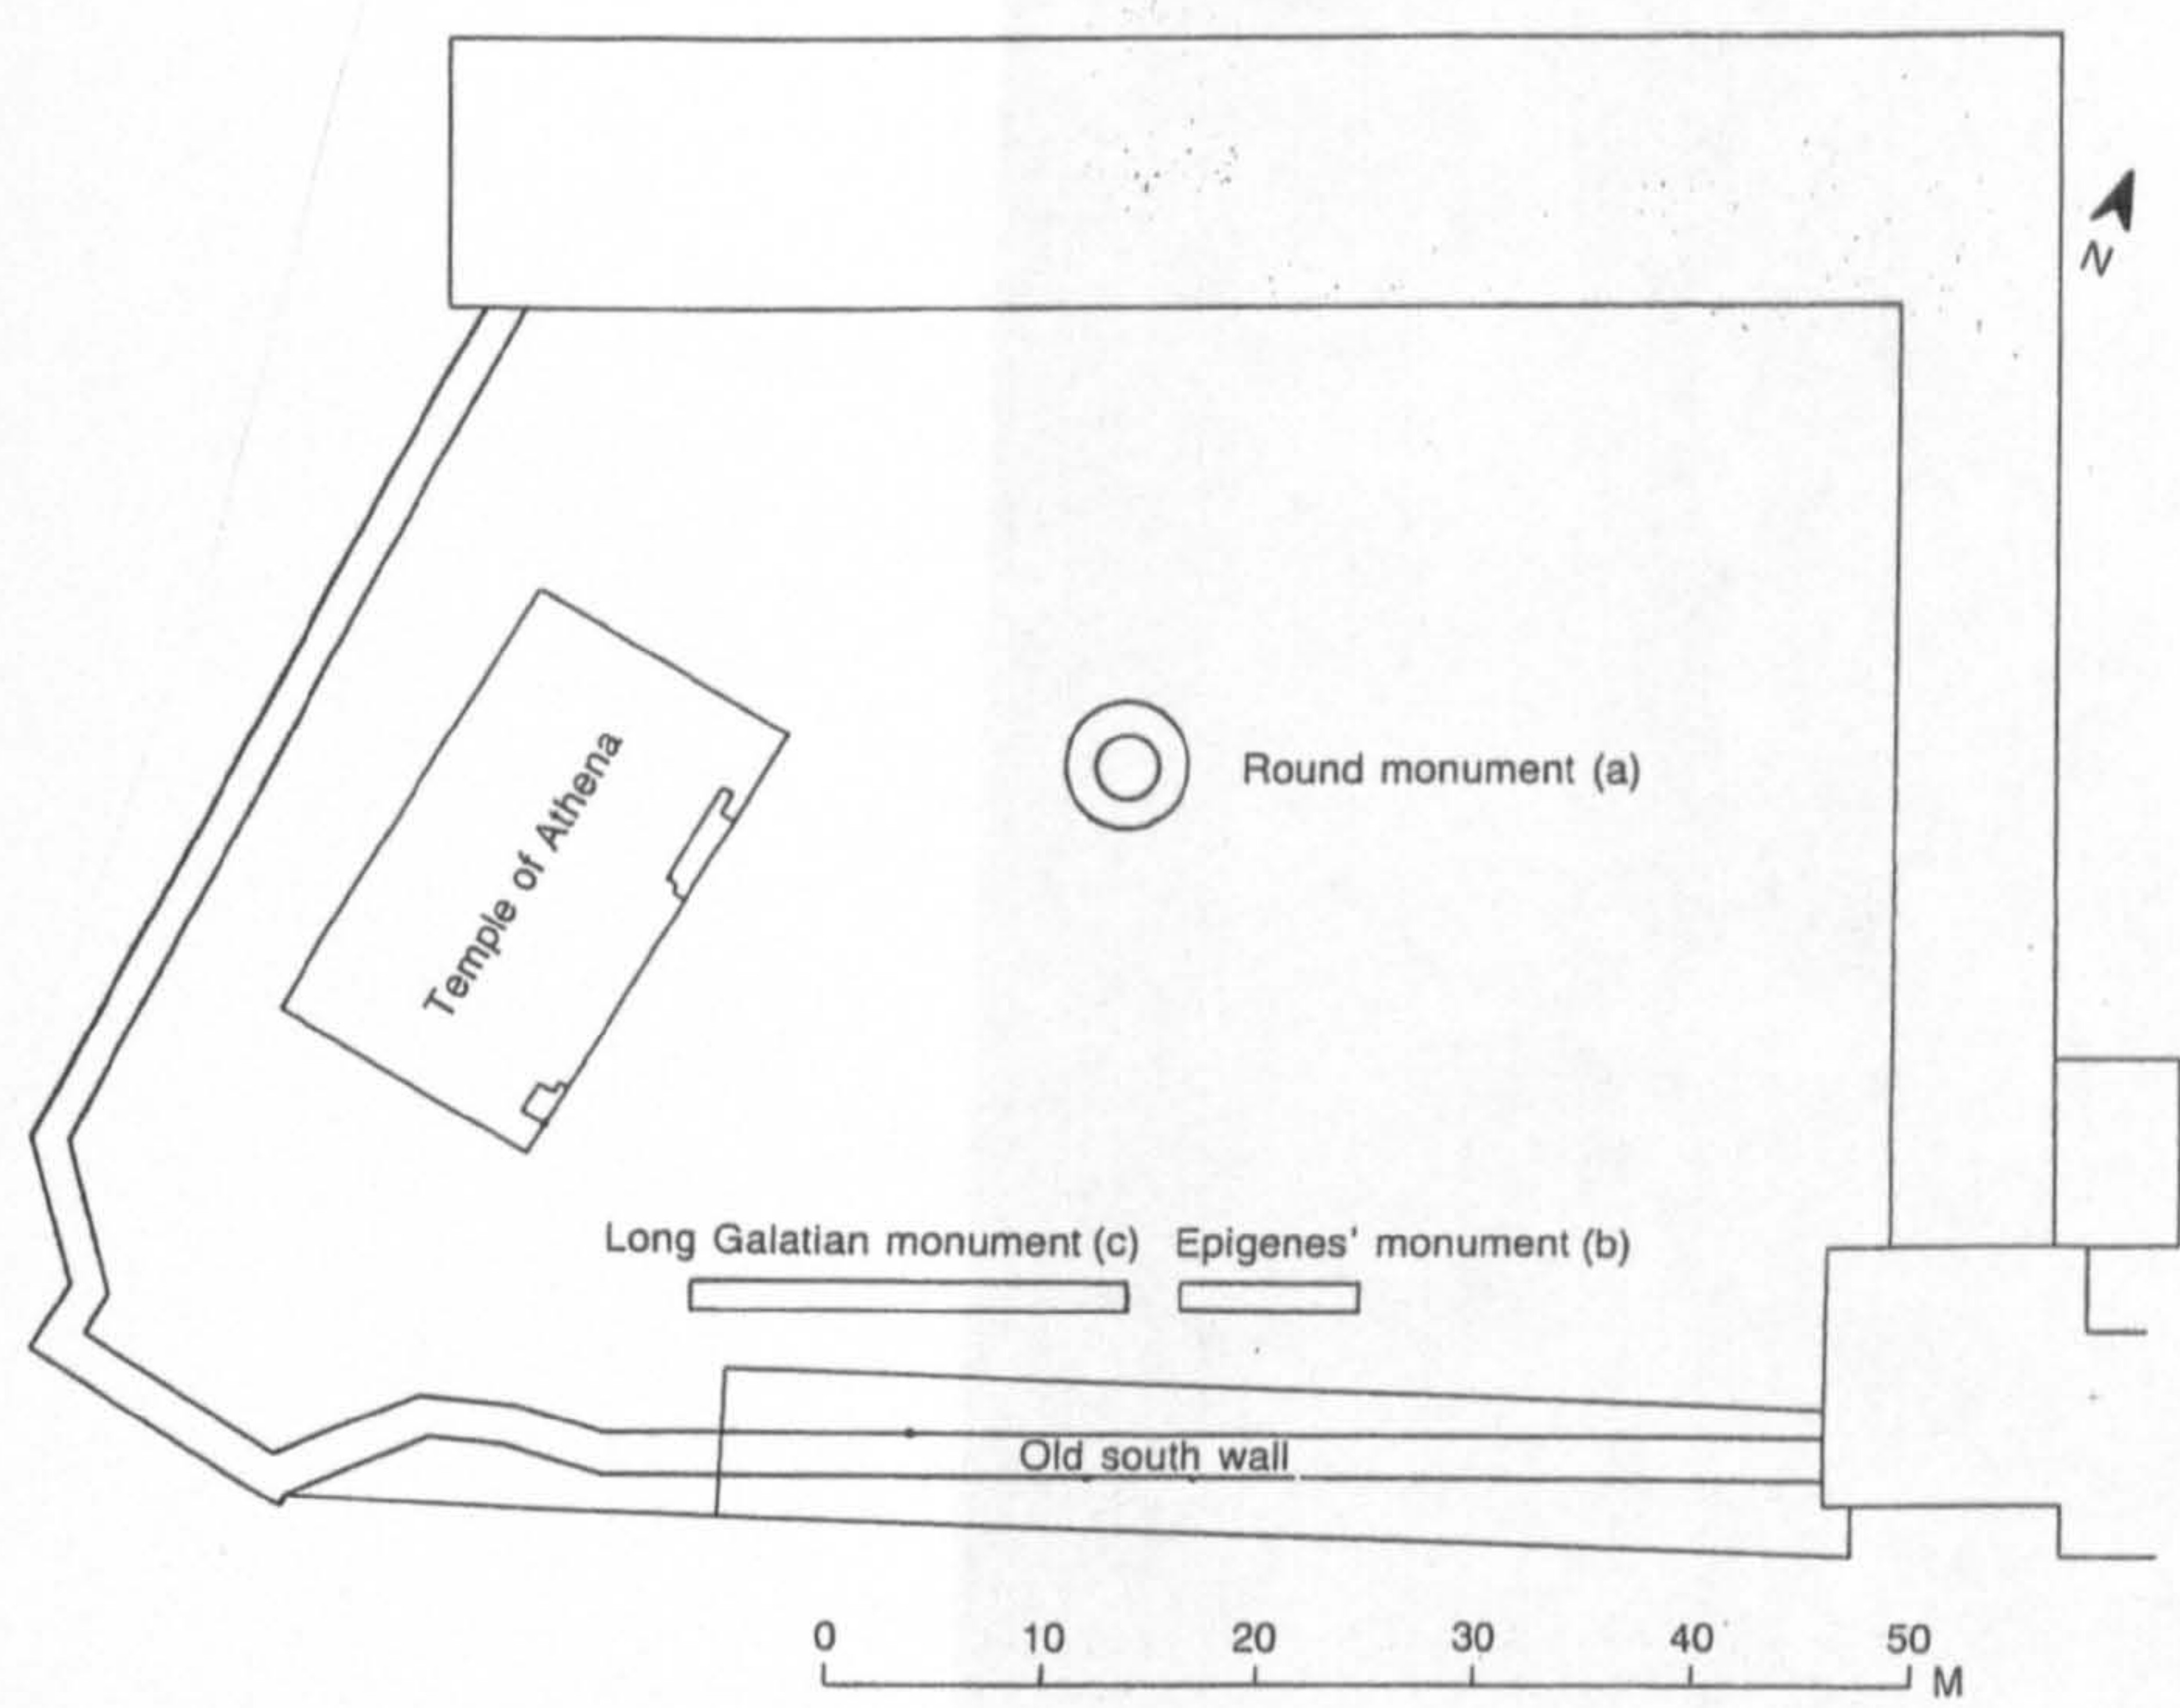 N
Round monument (a)
Temple of Athena
Long Galatian monument (c) Epigenes' monument (b)
Old south wall
0 10 20 30 40 50
M